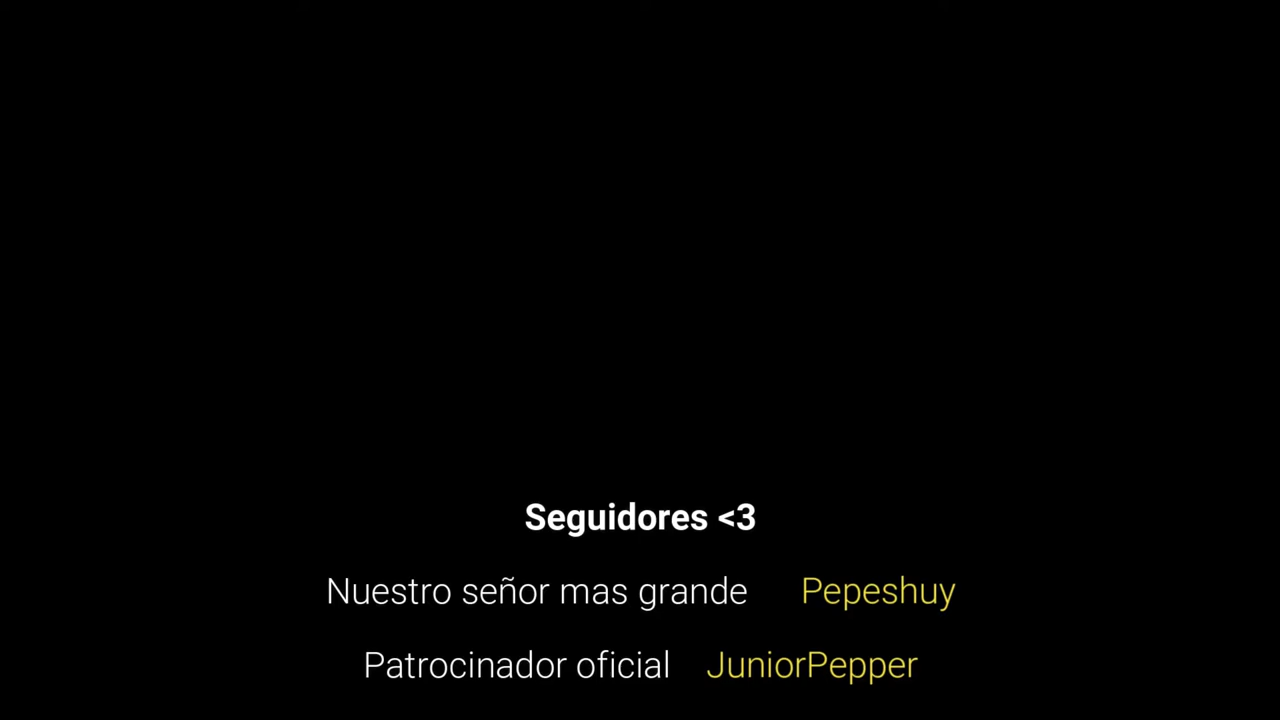 Seguidores <3
Nuestro señor mas grande Pepeshuy
Patrocinador oficial JuniorPepper